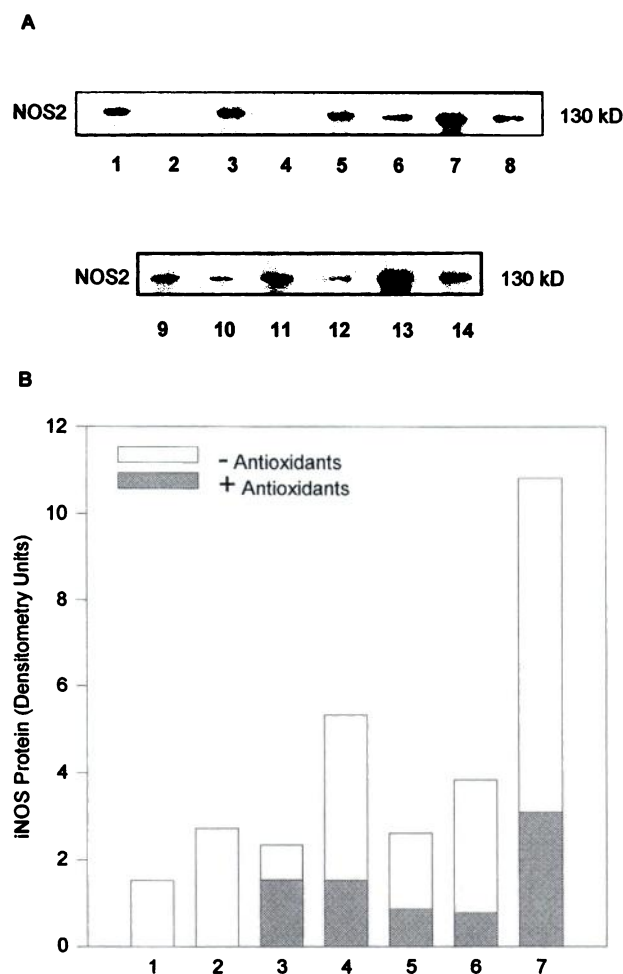 A
NOS2 130 kD
1 2 3 4 5 6 7 8
NOS2 130 kD
9 10 11 12 13 14
B
12
10
8
6
4
2
0
iNOS Protein (Densitometry Units)
- Antioxidants
+ Antioxidants
1 2 3 4 5 6 7